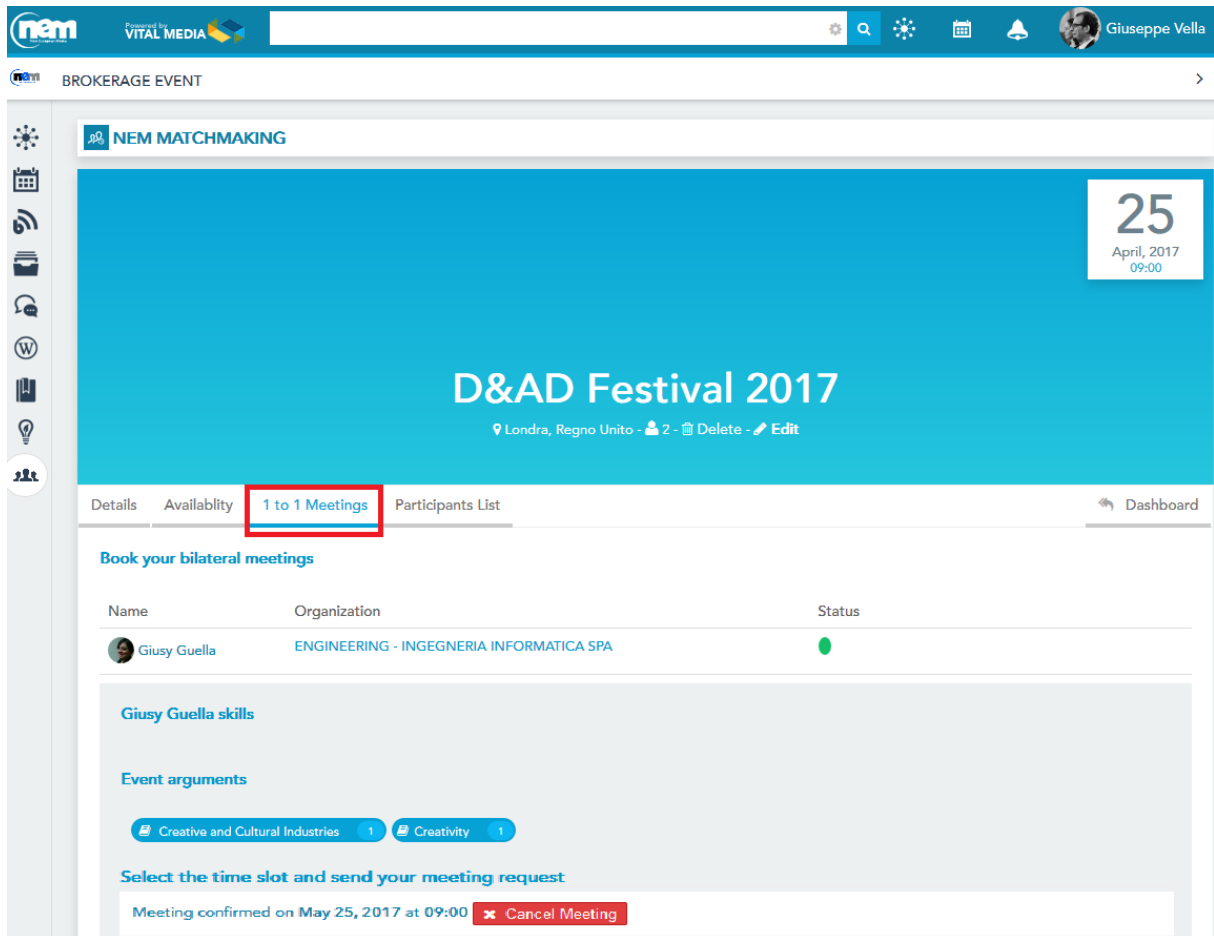 nem
Powered by
VITAL MEDIA
Giuseppe Vella
nem
BROKERAGE EVENT
NEM MATCHMAKING
25
April, 2017
09:00
D&AD Festival 2017
Londra, Regno Unito - 2 - Delete - Edit
Details Availablity 1 to 1 Meetings Participants List Dashboard
Book your bilateral meetings
Name Organization Status
Giusy Guella ENGINEERING - INGEGNERIA INFORMATICA SPA
Giusy Guella skills
Event arguments
Creative and Cultural Industries 1 Creativity 1
Select the time slot and send your meeting request
Meeting confirmed on May 25, 2017 at 09:00 Cancel Meeting